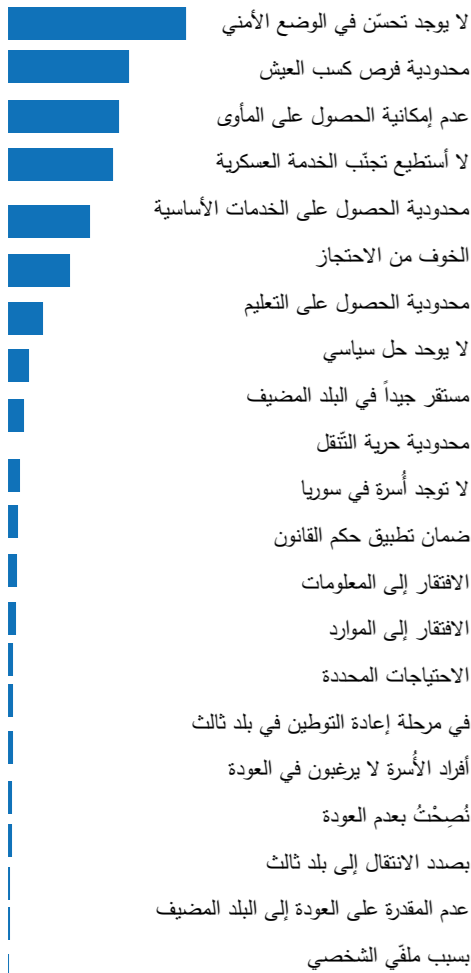 لا يوجد تحسّن في الوضع الأمني
محدودية فرص كسب العيش
عدم إمكانية الحصول على المأوى
لا أستطيع تجنّب الخدمة العسكرية
محدودية الحصول على الخدمات الأساسية
الخوف من الاحتجاز
محدودية الحصول على التعليم
لا يوحد حل سياسي
مستقر جيداً في البلد المضيف
محدودية حرية التّنقل
لا توجد أُسرة في سوريا
ضمان تطبيق حكم القانون
الافتقار إلى المعلومات
الافتقار إلى الموارد
الاحتياجات المحددة
في مرحلة إعادة التوطين في بلد ثالث
أفراد الأُسرة لا يرغبون في العودة
نُصِحْتُ بعدم العودة
بصدد الانتقال إلى بلد ثالث
عدم المقدرة على العودة إلى البلد المضيف
بسبب ملفّي الشخصي